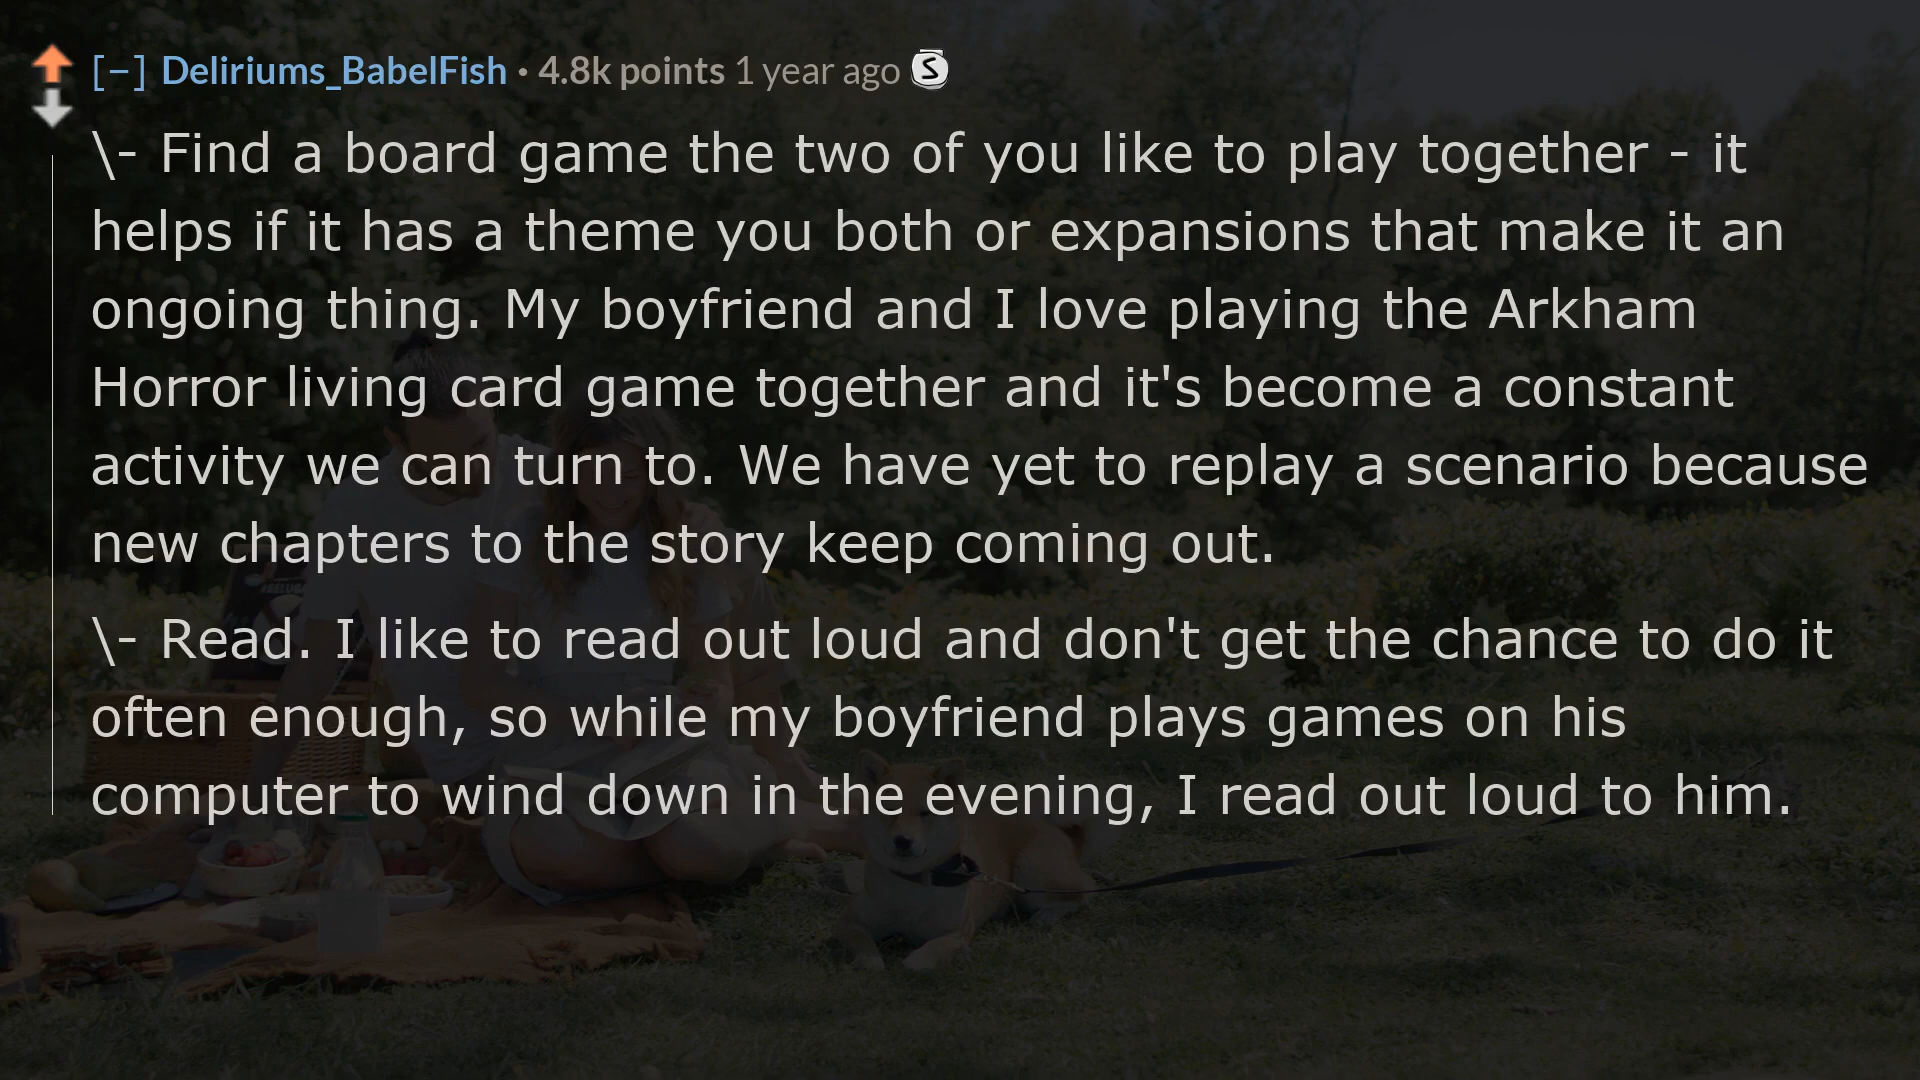 [−] Deliriums_BabelFish • 4.8k points 1 year ago S
\- Find a board game the two of you like to play together - it
helps if it has a theme you both or expansions that make it an
ongoing thing. My boyfriend and I love playing the Arkham
Horror living card game together and it's become a constant
activity we can turn to. We have yet to replay a scenario because
new chapters to the story keep coming out.
\- Read. I like to read out loud and don't get the chance to do it
often enough, so while my boyfriend plays games on his
computer to wind down in the evening, I read out loud to him.